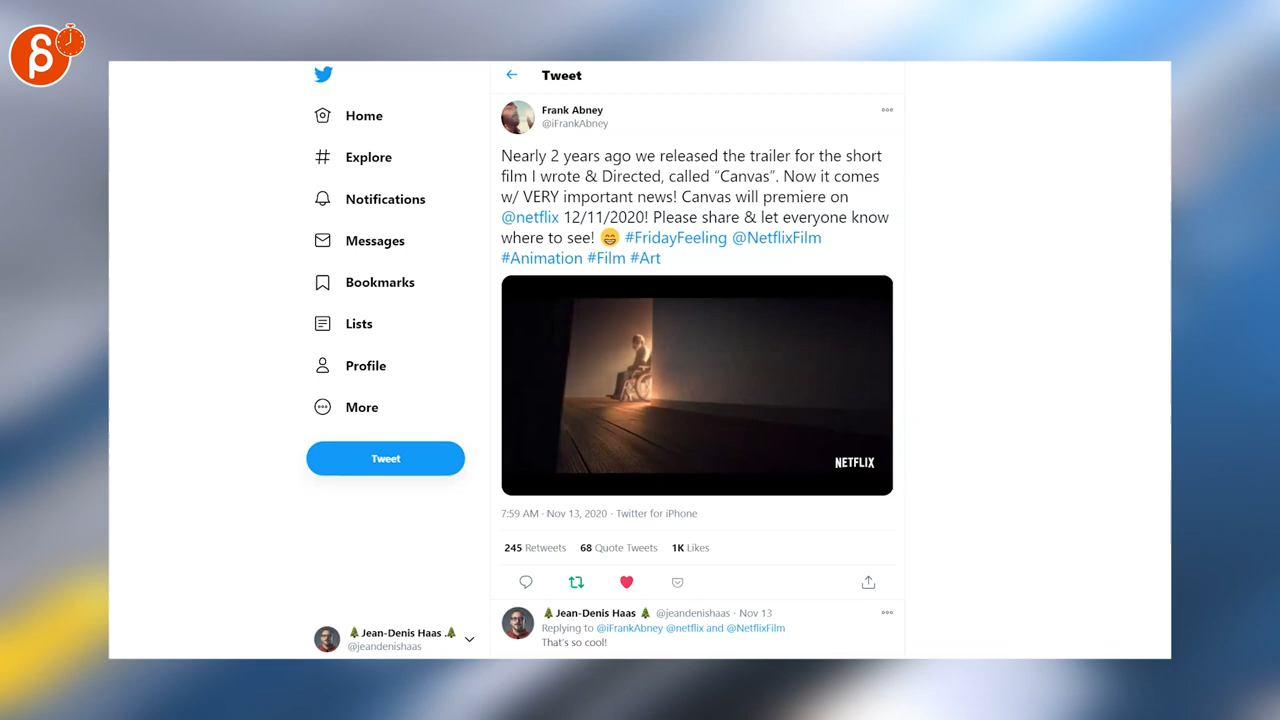 Tweet
Home
Explore
Notifications
Messages
Bookmarks
Lists
Profile
More
Tweet
🌲Jean-Denis Haas .🌲
@jeandenishaas
Frank Abney
@iFrankAbney
Nearly 2 years ago we released the trailer for the short
film I wrote & Directed, called “Canvas”. Now it comes
w/ VERY important news! Canvas will premiere on
@netflix 12/11/2020! Please share & let everyone know
where to see! 😁 #FridayFeeling @NetflixFilm
#Animation #Film #Art
NETFLIX
7:59 AM · Nov 13, 2020 · Twitter for iPhone
245 Retweets 68 Quote Tweets 1K Likes
🌲Jean-Denis Haas 🌲 @jeandenishaas · Nov 13
Replying to @iFrankAbney @netflix and @NetflixFilm
That's so cool!